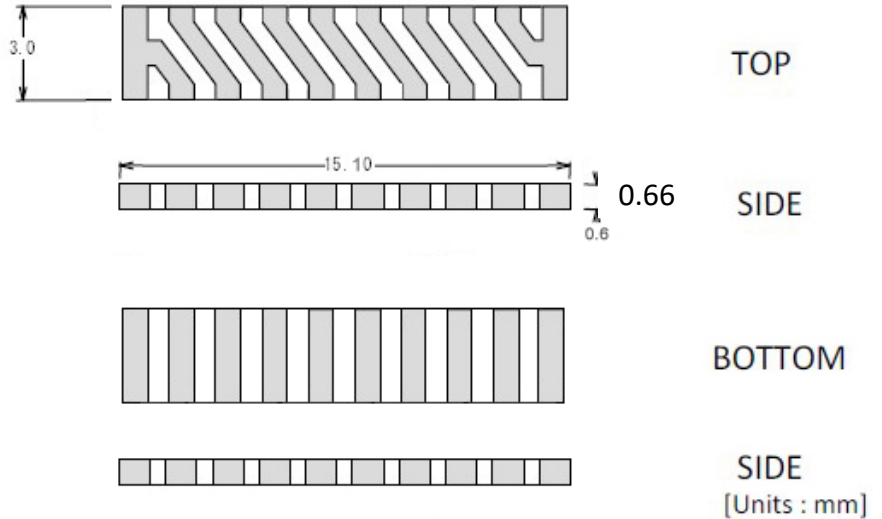 3.0
TOP
15.10
0.66
SIDE
0.6
BOTTOM
SIDE
[Units : mm]